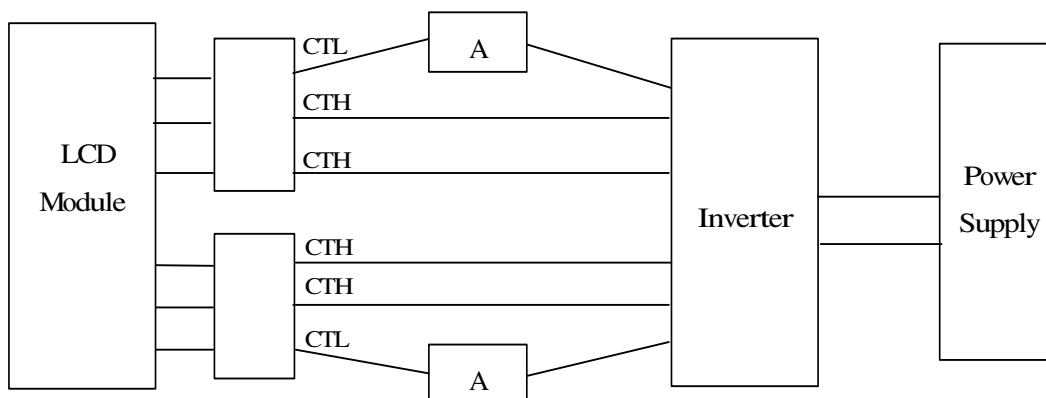 CTL
A
CTH
CTH
LCD
Module
Inverter
Power
Supply
CTH
CTH
CTL
A